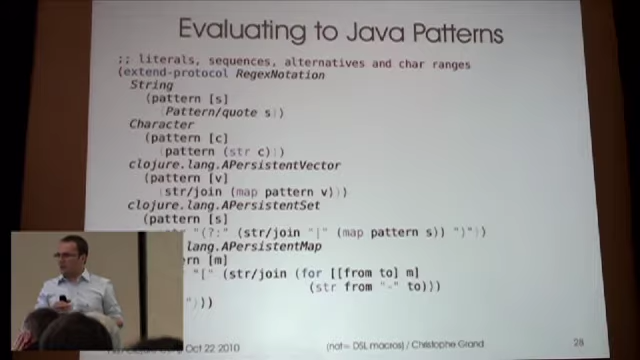 Evaluating to Java Patterns
;; literals, sequences, alternatives and char ranges
(extend-protocol RegexNotation
String
(pattern [s]
(Pattern/quote s))
Character
(pattern [c]
(pattern (str c)))
clojure.lang.APersistentVector
(pattern [v]
(str/join (map pattern v)))
clojure.lang.APersistentSet
(pattern [s]
"(?:" (str/join "|" (map pattern s)) ")"))
.lang.APersistentMap
rn [m]
"[" (str/join (for [[from to] m]
(str from "-" to)))
")))
Oct 22 2010
(not= DSL macros) / Christophe Grand
28